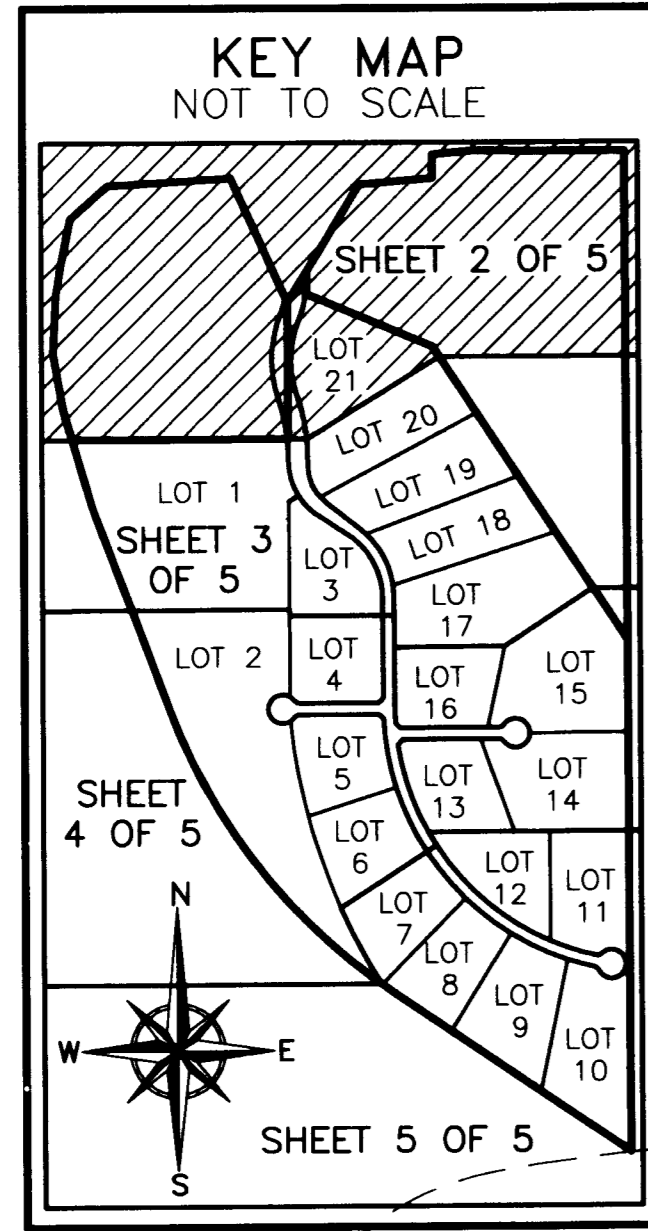 KEY MAP
NOT TO SCALE
SHEET 2 OF 5
LOT
21
LOT 20
LOT 19
LOT 18
LOT 1
SHEET 3
OF 5
LOT
3
LOT
17
LOT 2
LOT
4
LOT
16
LOT
15
LOT
5
LOT
13
LOT
14
SHEET
4 OF 5
LOT
6
LOT
12
LOT
11
LOT
7
LOT
8
LOT
9
LOT
10
N
W
E
S
SHEET 5 OF 5